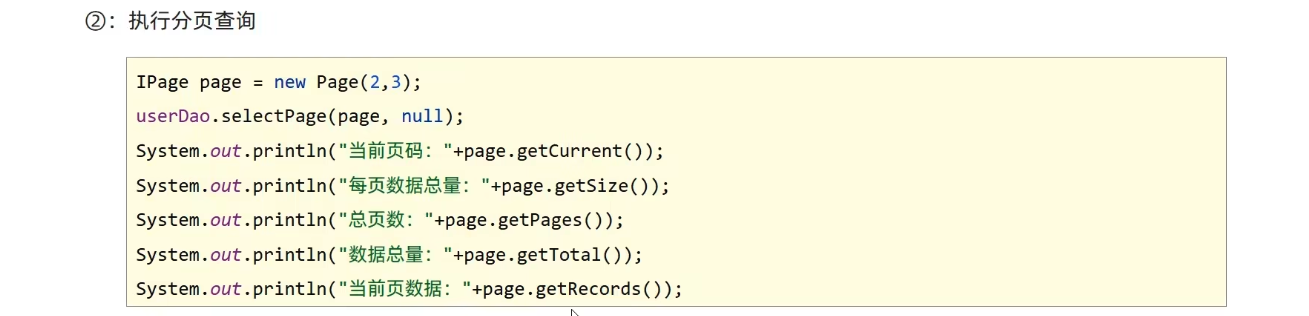 ②：执行分页查询
IPage page = new Page(2,3);
userDao.selectPage(page, null);
System.out.println("当前页码："+page.getCurrent());
System.out.println("每页数据总量："+page.getSize());
System.out.println("总页数："+page.getPages());
System.out.println("数据总量："+page.getTotal());
System.out.println("当前页数据："+page.getRecords());